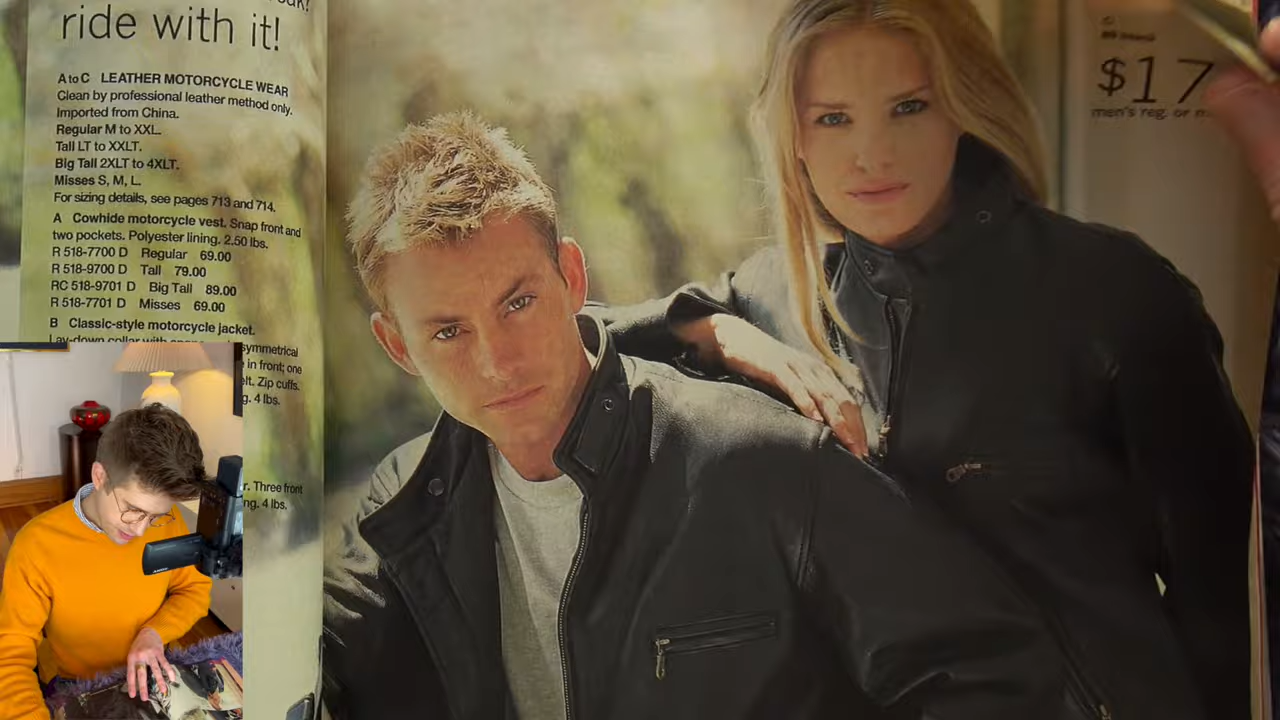 ride with it!
A to C LEATHER MOTORCYCLE WEAR
Clean by professional leather method only.
Imported from China.
Regular M to XXL.
Tall LT to XXLT.
Big Tall 2XLT to 4XLT.
Misses S, M, L.
For sizing details, see pages 713 and 714.
A Cowhide motorcycle vest. Snap front and
two pockets. Polyester lining. 2.50 lbs.
R 518-7700 D Regular 69.00
R 518-9700 D Tall 79.00
RC 518-9701 D Big Tall 89.00
R 518-7701 D Misses 69.00
B Classic-style motorcycle jacket.
Lay-down collar with
symmetrical
in front; one
elt. Zip cuffs.
g. 4 lbs.
r. Three front
ng. 4 lbs.
$17
men's reg. or